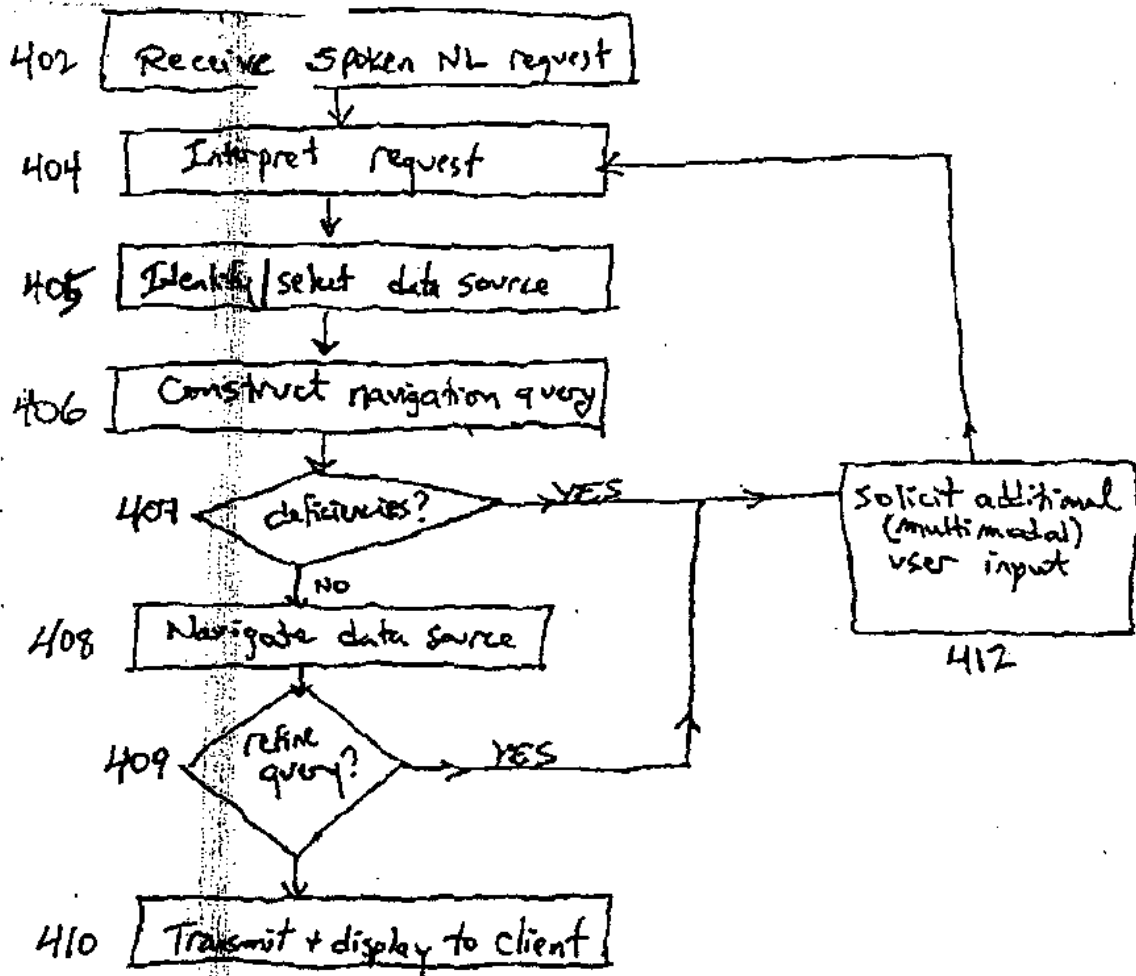 402 Receive Spoken NL request
404 Interpret request
405 Identify/select data source
406 Construct navigation query
407 deficiencies? YES
solicit additional
(multimodal)
user input
412
NO
408 Navigate data source
409 refine
query? YES
410 Transmit + display to client